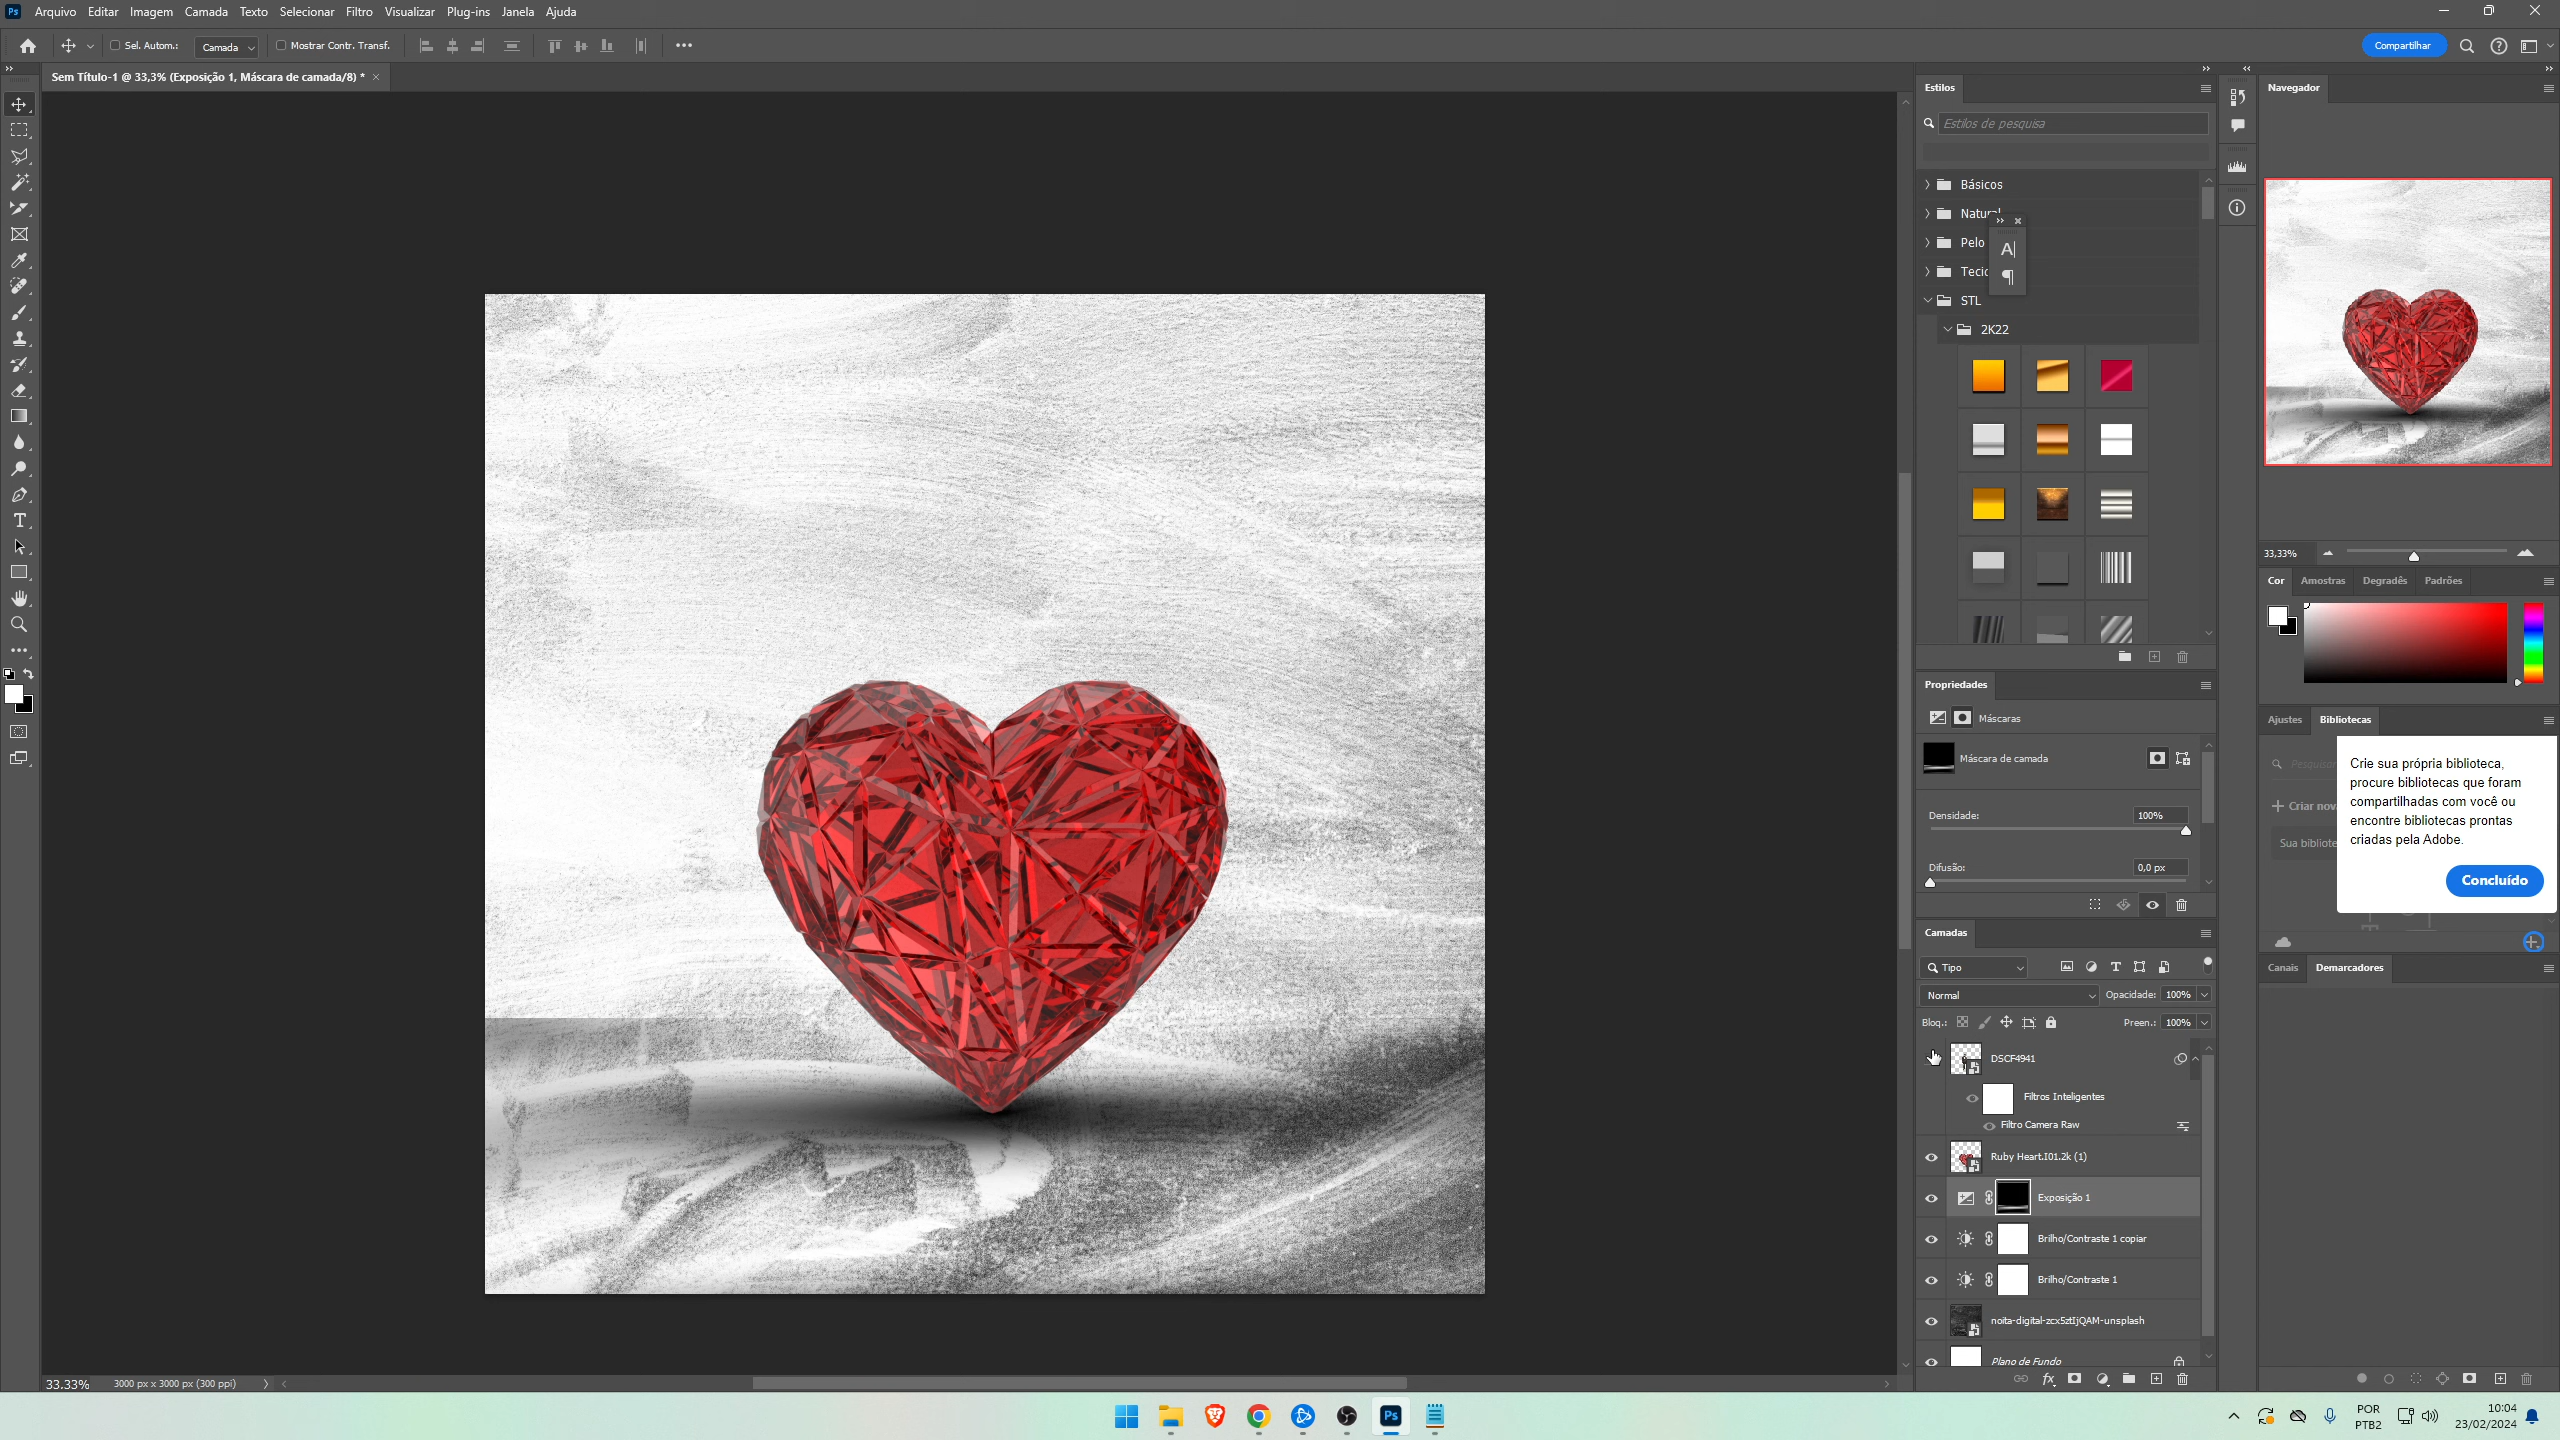 Ps Arquivo Editar Imagem Camada Texto Selecionar Filtro Visualizar Plug-ins Janela Ajuda
Sel. Autom.: Camada Mostrar Contr. Transf. Compartilhar
Sem Título-1 @ 33,3% (Exposição 1, Máscara de camada/8) *
Estilos
Estilos de pesquisa
Básicos
Natural
Pelo
STL
2K22
Propriedades
Máscaras
Máscara de camada
Densidade: 100%
Difusão: 0,0 px
Camadas
Tipo
Normal Opacidade: 100%
Bloq.: Preen.: 100%
DSCF4941
Filtros Inteligentes
Filtro Camera Raw
Ruby Heart.I01.2k (1)
Exposição 1
Brilho/Contraste 1 copiar
Brilho/Contraste 1
noita-digital-zcx5ztIjQAM-unsplash
Plano de Fundo
Navegador
33,33%
Cor Amostras Degradês Padrões
Ajustes Bibliotecas
Pesquisar
Criar nov
Sua bibliote
Crie sua própria biblioteca,
procure bibliotecas que foram
compartilhadas com você ou
encontre bibliotecas prontas
criadas pela Adobe.
Concluído
Canais Demarcadores
33.33% 3000 px x 3000 px (300 ppi)
Ps
POR
PTB2
10:04
23/02/2024